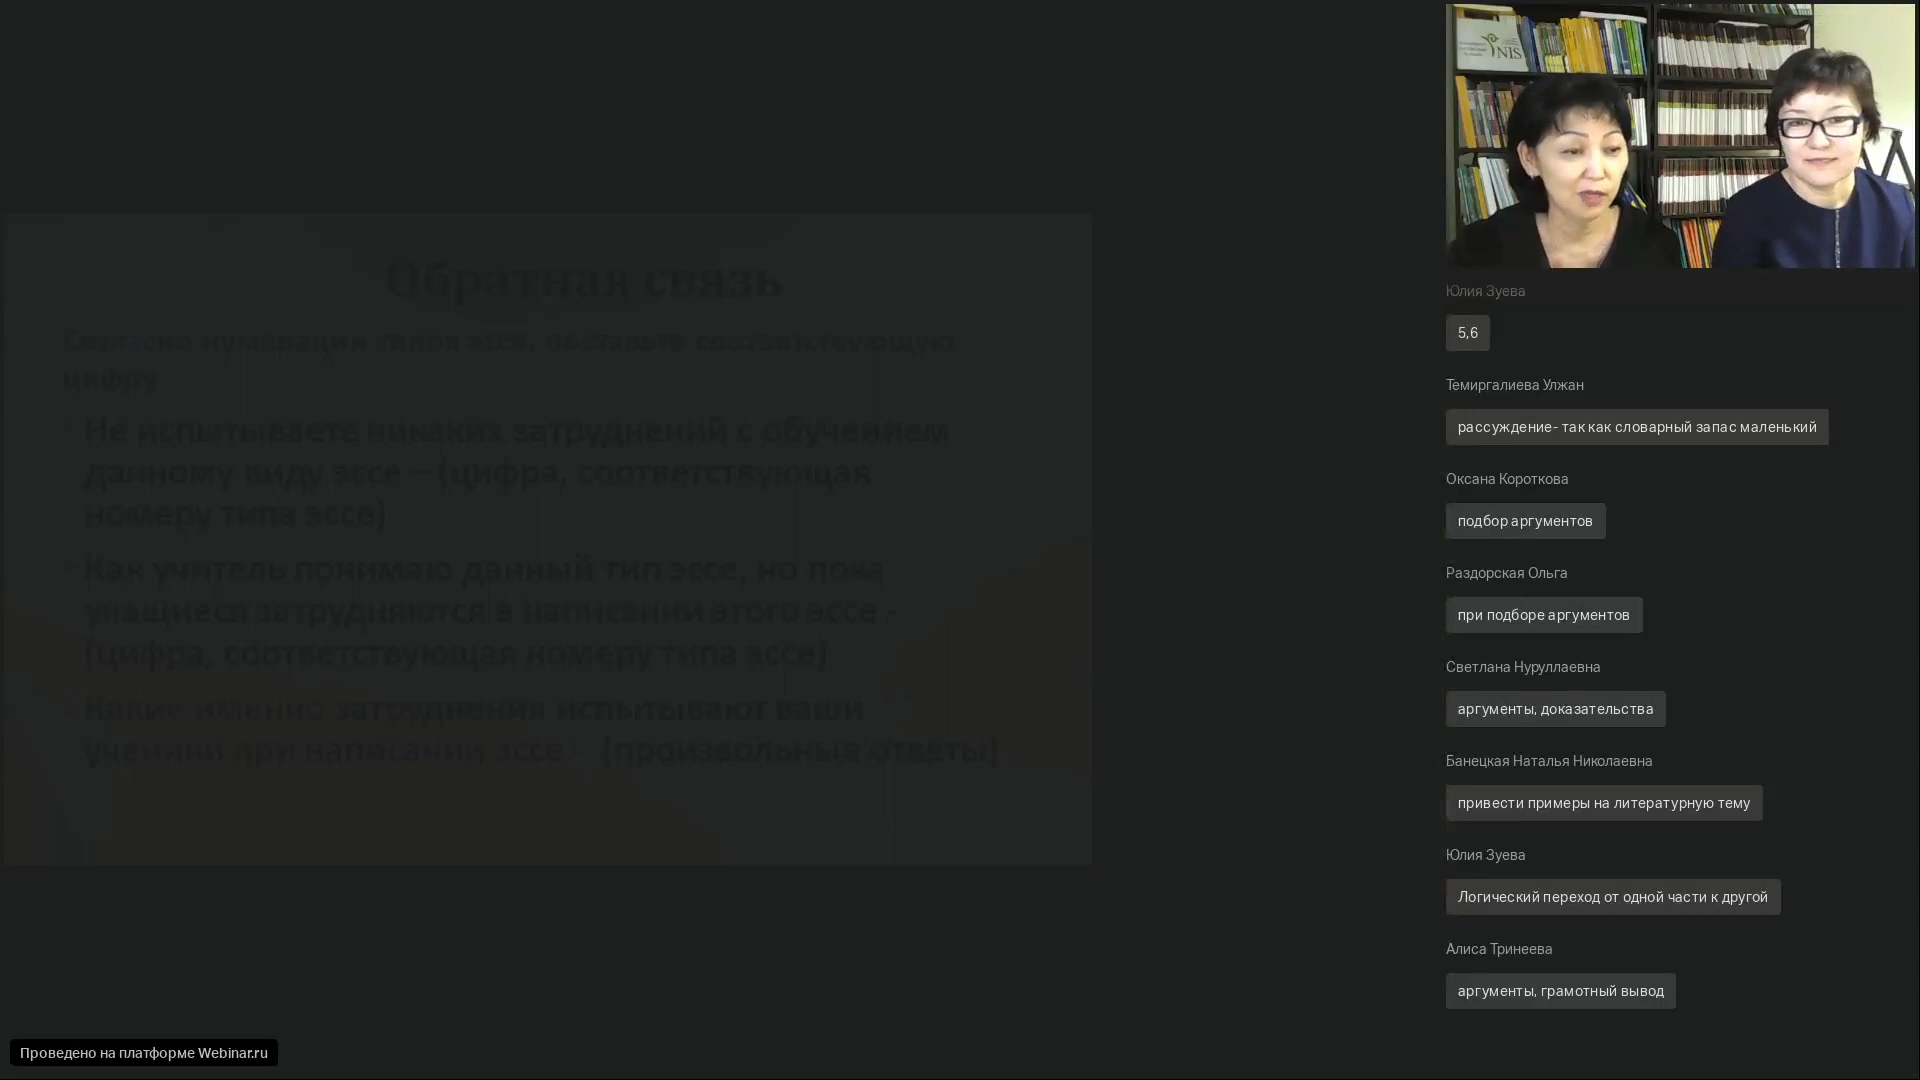 Обратная связь
Согласно нумерации типов эссе, поставьте соответствующую
цифру
Не испытываете никаких затруднений с обучением
данному виду эссе – (цифра, соответствующая
номеру типа эссе)
Как учитель понимаю данный тип эссе, но пока
учащиеся затрудняются в написании этого эссе -
(цифра, соответствующая номеру типа эссе)
Какие именно затруднения испытывают ваши
ученики при написании эссе - (произвольные ответы)
NIS
Юлия Зуева
5,6
Темиргалиева Улжан
рассуждение- так как словарный запас маленький
Оксана Короткова
подбор аргументов
Раздорская Ольга
при подборе аргументов
Светлана Нуруллаевна
аргументы, доказательства
Банецкая Наталья Николаевна
привести примеры на литературную тему
Юлия Зуева
Логический переход от одной части к другой
Алиса Тринеева
аргументы, грамотный вывод
Проведено на платформе Webinar.ru